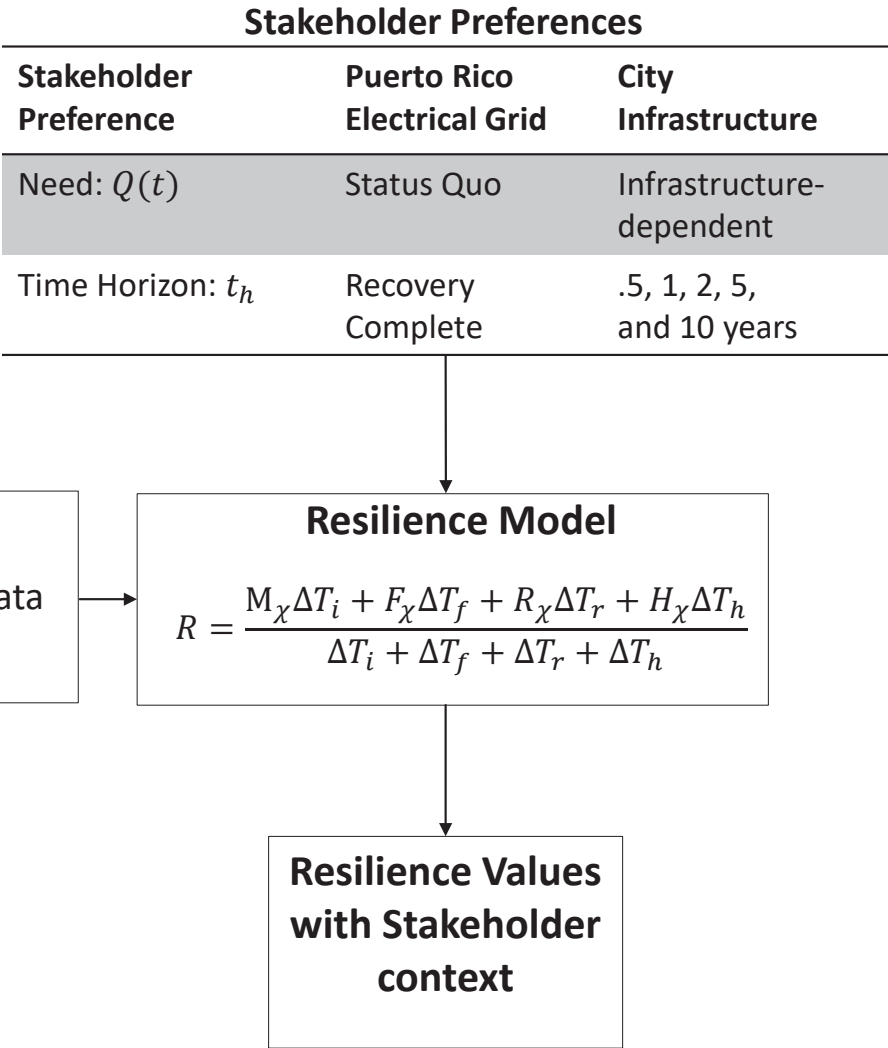 Stakeholder Preferences
Stakeholder Preference Puerto Rico Electrical Grid City Infrastructure
Need: Q(t) Status Quo Infrastructure-dependent
Time Horizon: t_h Recovery Complete .5, 1, 2, 5, and 10 years
Resilience Model
ata
R = (M_χΔT_i + F_χΔT_f + R_χΔT_r + H_χΔT_h) / (ΔT_i + ΔT_f + ΔT_r + ΔT_h)
Resilience Values
with Stakeholder
context